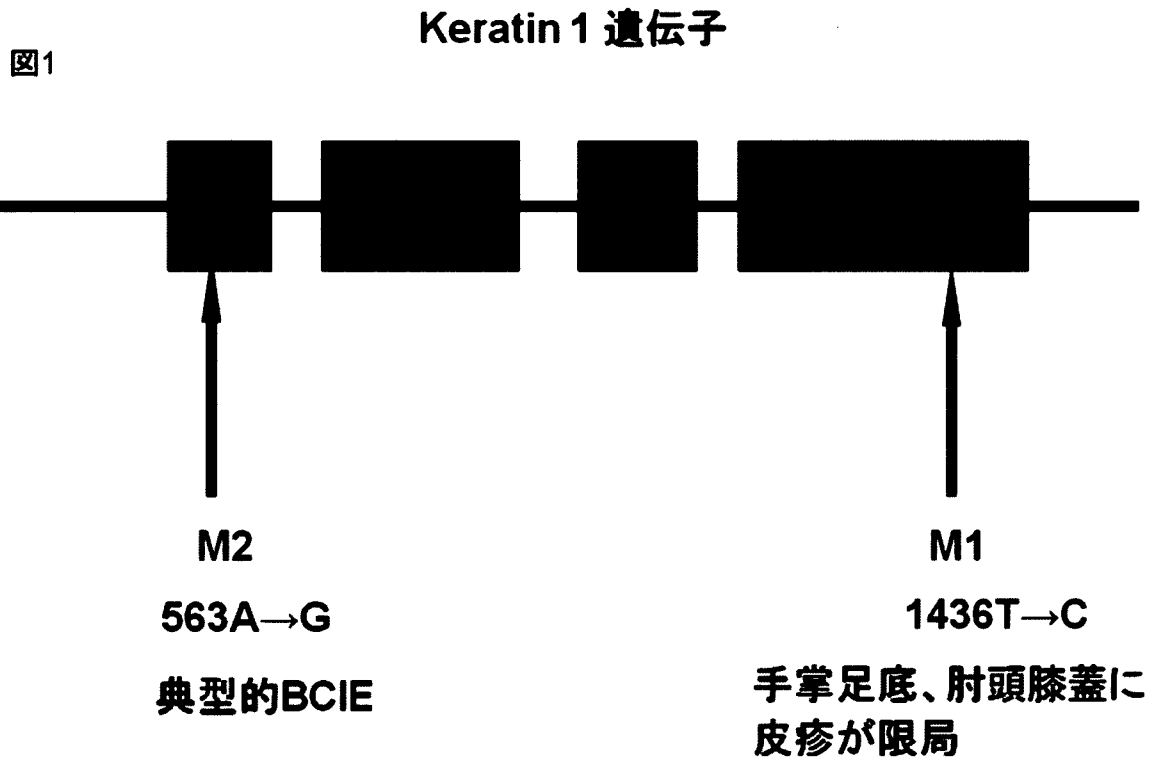 Keratin 1 遺伝子
図1
M2
563A→G
典型的BCIE
M1
1436T→C
手掌足底、肘頭膝蓋に
皮疹が限局